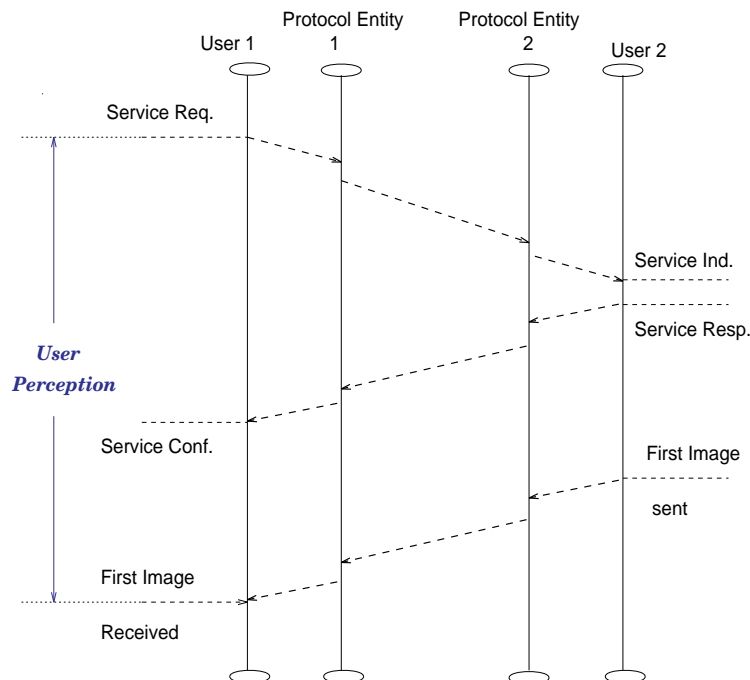 Protocol Entity
1
Protocol Entity
2
User 1
User 2
Service Req.
Service Ind.
Service Resp.
User
Perception
Service Conf.
First Image
sent
First Image
Received